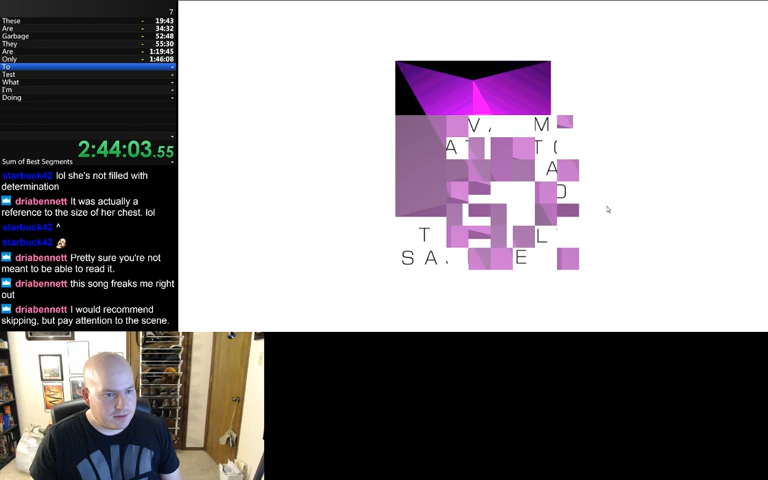 7
These - 19:43
Are - 34:32
Garbage - 52:48
They - 55:30
Are - 1:19:45
Only - 1:46:08
To -
Test -
What -
I'm -
Doing -
-
2:44:03.55
Sum of Best Segments -
starbuck42 lol she's not filled with
determination
driabennett It was actually a
reference to the size of her chest. lol
starbuck42 ^
starbuck42
driabennett Pretty sure you're not
meant to be able to read it.
driabennett this song freaks me right
out
driabennett I would recommend
skipping, but pay attention to the scene.
V, M
A T
A
T L
S A E